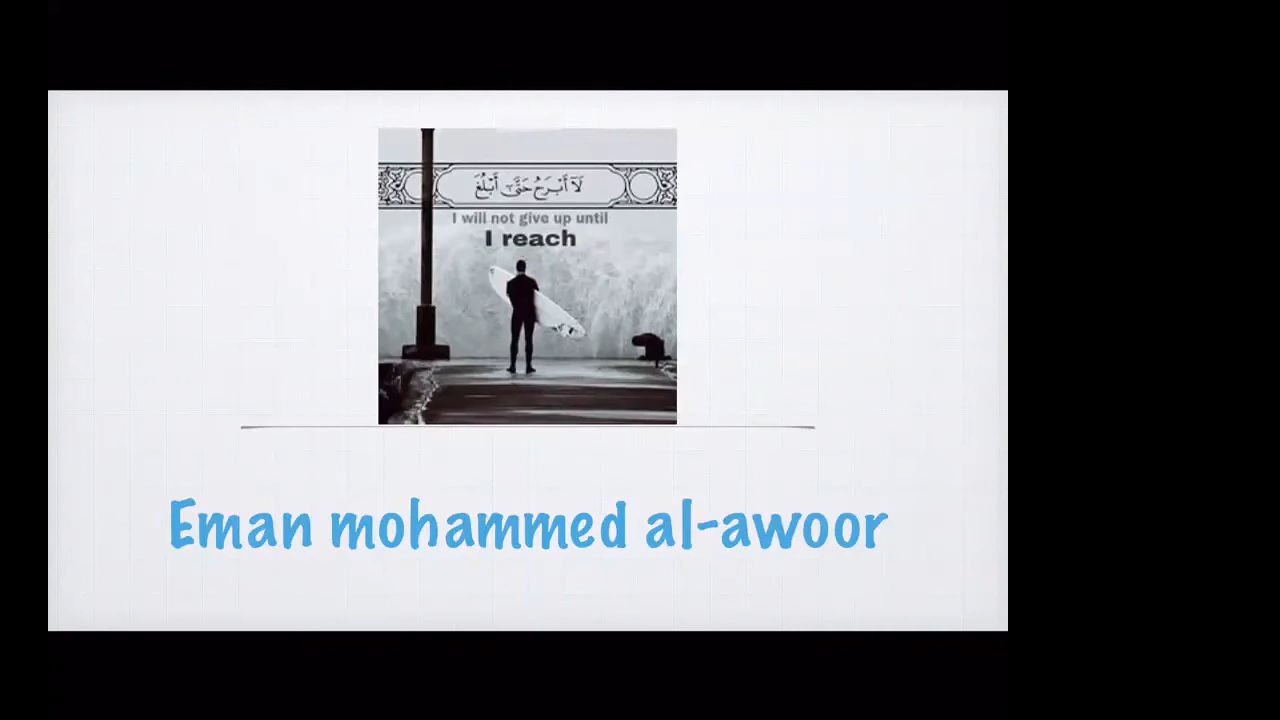 لَآ أَبْرَحُ حَتَّىٰٓ أَبْلُغَ
I will not give up until
I reach
Eman mohammed al-awoor